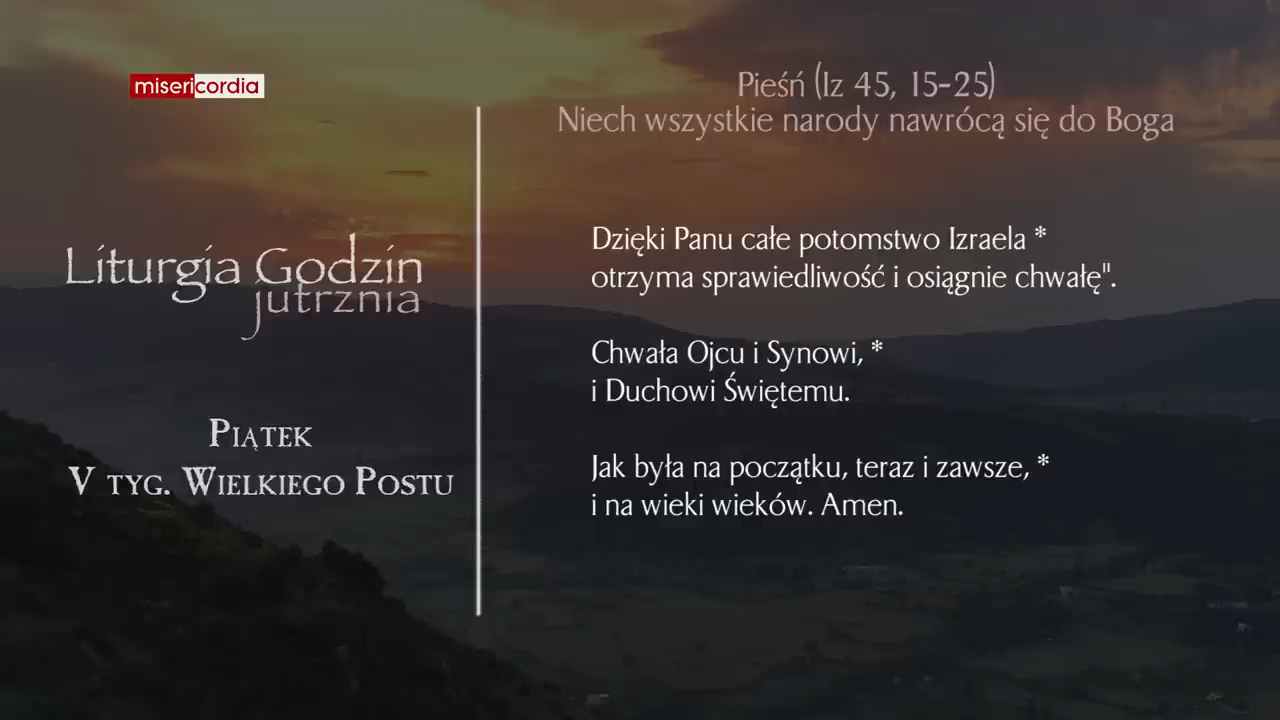 misericordia
Liturgia Godzin
jutrznia
Piątek
V tyg. Wielkiego Postu
Pieśń (Iz 45, 15-25)
Niech wszystkie narody nawrócą się do Boga
Dzięki Panu całe potomstwo Izraela *
otrzyma sprawiedliwość i osiągnie chwałę".
Chwała Ojcu i Synowi, *
i Duchowi Świętemu.
Jak była na początku, teraz i zawsze, *
i na wieki wieków. Amen.